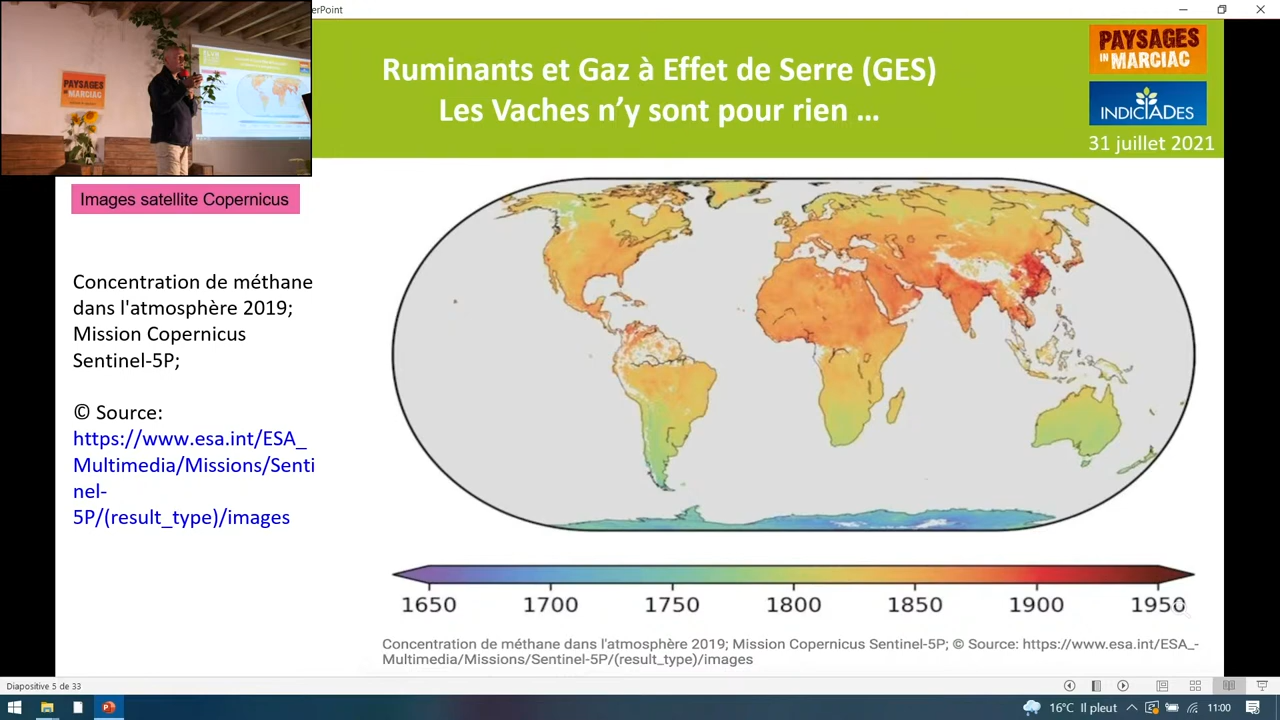 erPoint
PAYSAGES
IN MARCIAC
Ruminants et Gaz à Effet de Serre (GES)
Les Vaches n'y sont pour rien ...
PAYSAGES
IN MARCIAC
INDICIADES
31 juillet 2021
Images satellite Copernicus
Concentration de méthane
dans l'atmosphère 2019;
Mission Copernicus
Sentinel-5P;
© Source:
https://www.esa.int/ESA_
Multimedia/Missions/Senti
nel-
5P/(result_type)/images
1650 1700 1750 1800 1850 1900 1950
Concentration de méthane dans l'atmosphère 2019; Mission Copernicus Sentinel-5P; © Source: https://www.esa.int/ESA_-
Multimedia/Missions/Sentinel-5P/(result_type)/images
Diapositive 5 de 33
16°C Il pleut 11:00